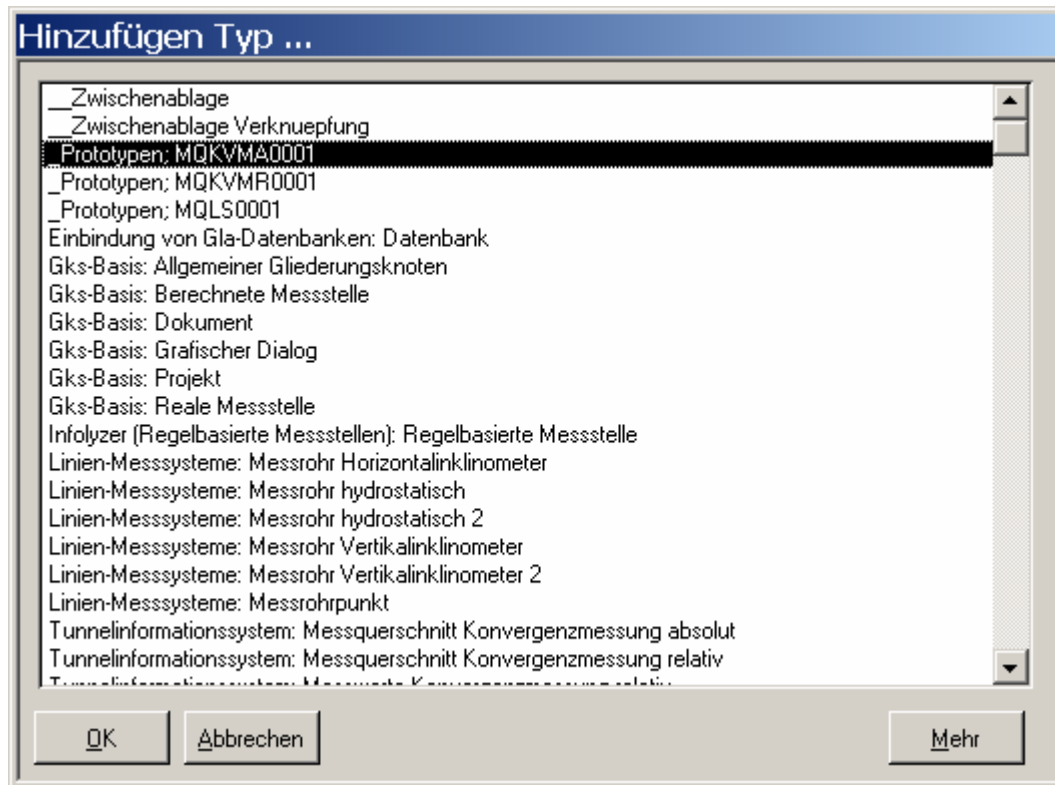 Hinzufügen Typ ...
__Zwischenablage
__Zwischenablage Verknuepfung
_Prototypen; MQKVMA0001
_Prototypen; MQKVMR0001
_Prototypen; MQLS0001
Einbindung von Gla-Datenbanken: Datenbank
Gks-Basis: Allgemeiner Gliederungsknoten
Gks-Basis: Berechnete Messstelle
Gks-Basis: Dokument
Gks-Basis: Grafischer Dialog
Gks-Basis: Projekt
Gks-Basis: Reale Messstelle
Infolyzer (Regelbasierte Messstellen): Regelbasierte Messstelle
Linien-Messsysteme: Messrohr Horizontalinklinometer
Linien-Messsysteme: Messrohr hydrostatisch
Linien-Messsysteme: Messrohr hydrostatisch 2
Linien-Messsysteme: Messrohr Vertikalinklinometer
Linien-Messsysteme: Messrohr Vertikalinklinometer 2
Linien-Messsysteme: Messrohrpunkt
Tunnelinformationssystem: Messquerschnitt Konvergenzmessung absolut
Tunnelinformationssystem: Messquerschnitt Konvergenzmessung relativ
Tunnelinformationssystem: Messwerte Konvergenzmessung relativ
OK Abbrechen Mehr